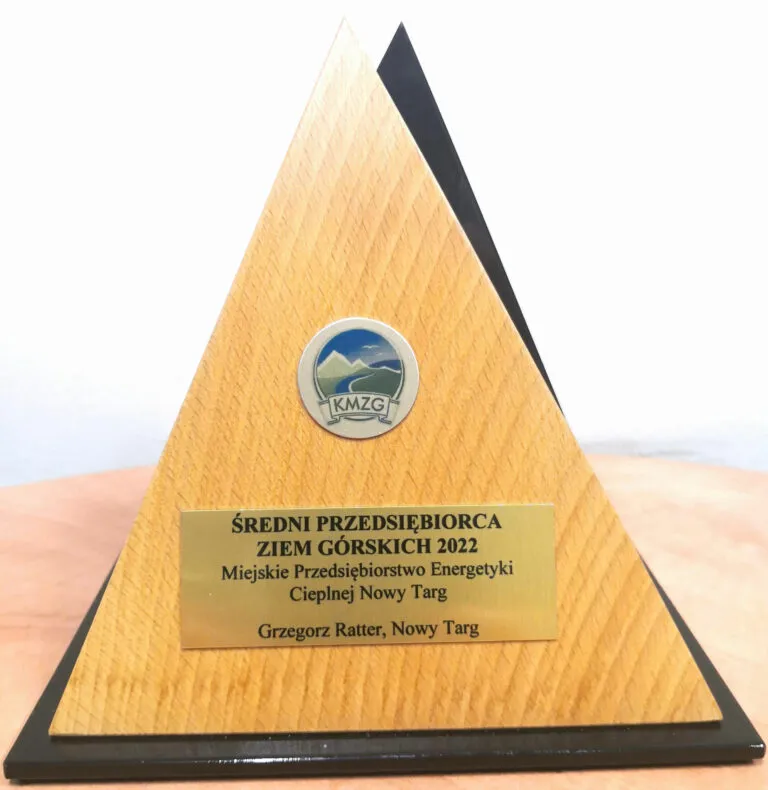 KMZG
ŚREDNI PRZEDSIĘBIORCA
ZIEM GÓRSKICH 2022
Miejskie Przedsiębiorstwo Energetyki
Cieplnej Nowy Targ
Grzegorz Ratter, Nowy Targ